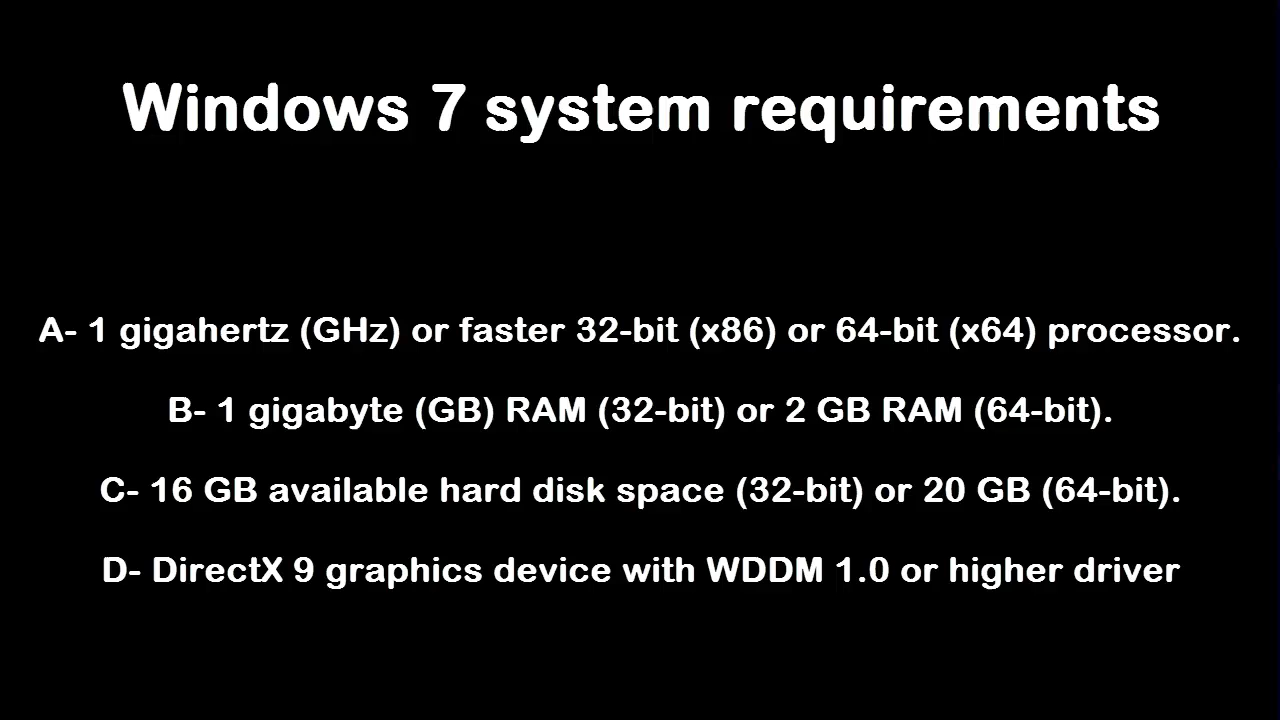 Windows 7 system requirements
A- 1 gigahertz (GHz) or faster 32-bit (x86) or 64-bit (x64) processor.
B- 1 gigabyte (GB) RAM (32-bit) or 2 GB RAM (64-bit).
C- 16 GB available hard disk space (32-bit) or 20 GB (64-bit).
D- DirectX 9 graphics device with WDDM 1.0 or higher driver